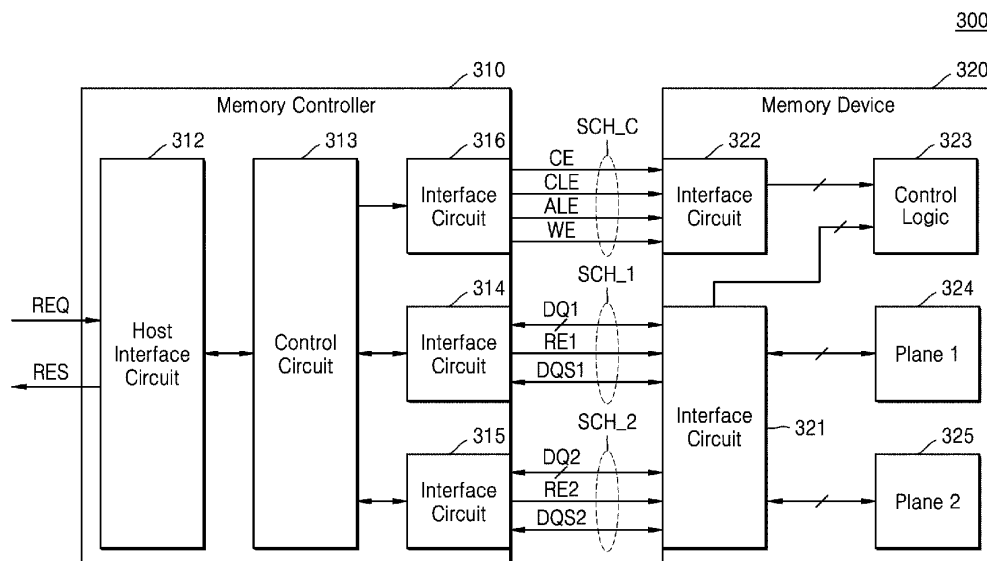 300
310
320
Memory Controller
Memory Device
SCH_C
312
313
316
322
323
CE
CLE
ALE
WE
Interface
Circuit
Interface
Circuit
Control
Logic
SCH_1
REQ
RES
Host
Interface
Circuit
Control
Circuit
314
Interface
Circuit
DQ1
RE1
DQS1
324
Plane 1
SCH_2
Interface
Circuit
321
315
Interface
Circuit
DQ2
RE2
DQS2
325
Plane 2